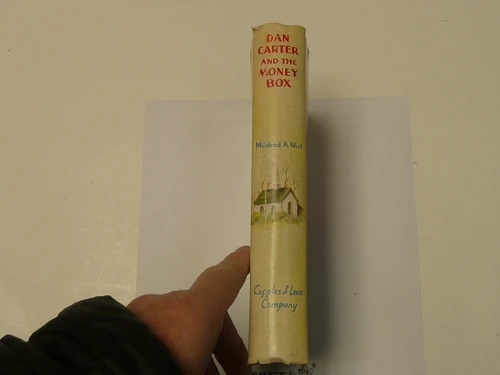 DAN
CARTER
AND THE
MONEY
BOX
Mildred A. Wirt
Cupples & Leon
Company